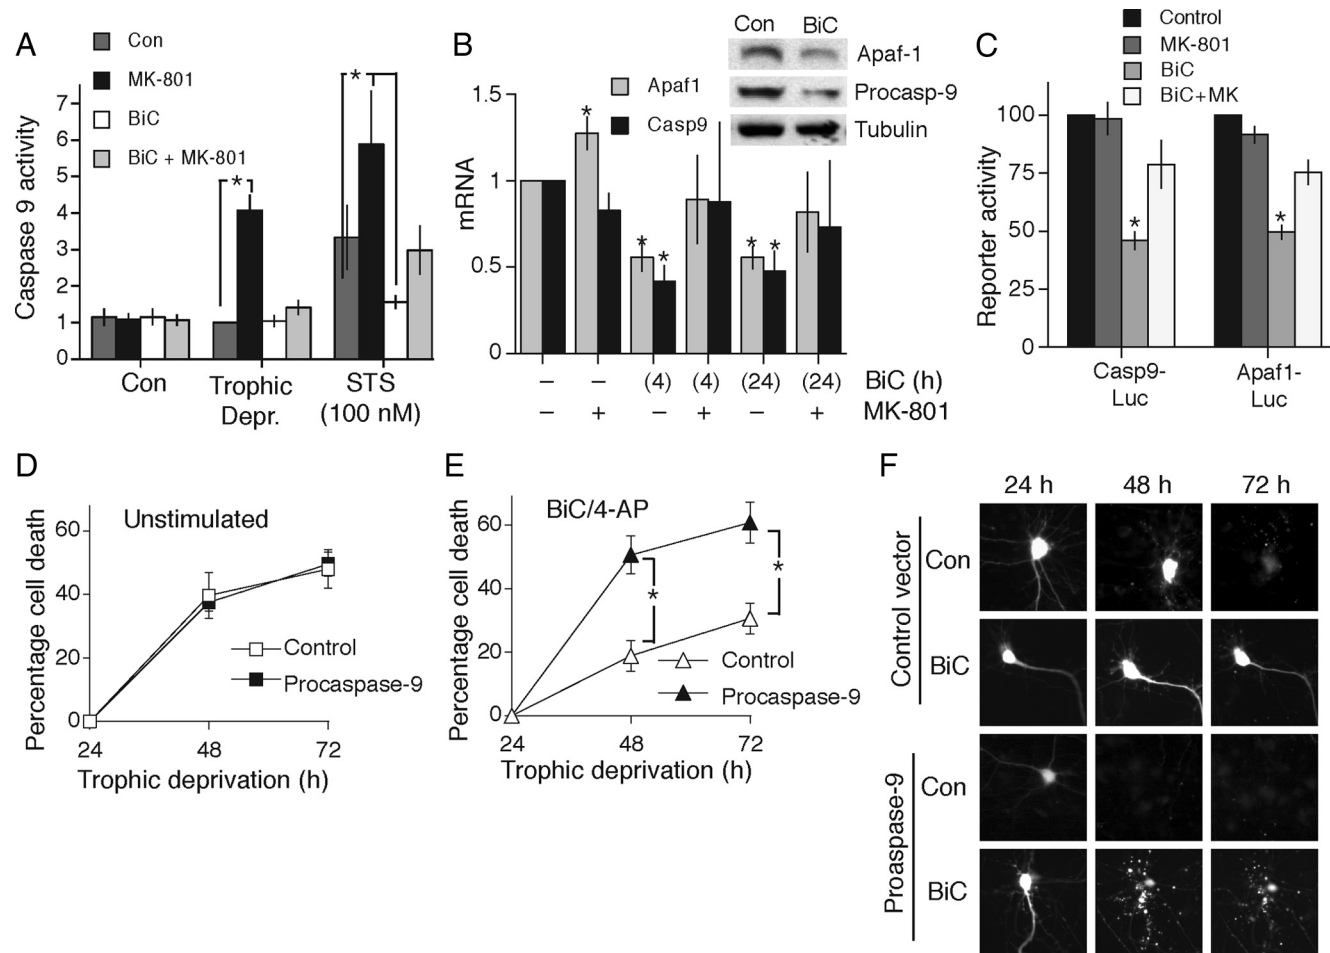 A
Con
MK-801
BiC
BiC + MK-801
Caspase 9 activity
7
6
5
4
3
2
1
0
*
*
Con
Trophic
Depr.
STS
(100 nM)
B
Con BiC
Apaf-1
Procasp-9
Tubulin
Apaf1
Casp9
mRNA
1.5
1
0.5
0
*
*
*
*
*
– – (4) (4) (24) (24) BiC (h)
– + – + – + MK-801
C
Control
MK-801
BiC
BiC+MK
Reporter activity
100
75
50
25
0
*
*
Casp9-
Luc
Apaf1-
Luc
D
Unstimulated
Percentage cell death
60
40
20
0
Control
Procaspase-9
24 48 72
Trophic deprivation (h)
E
BiC/4-AP
Percentage cell death
60
40
20
0
*
*
Control
Procaspase-9
24 48 72
Trophic deprivation (h)
F
24 h 48 h 72 h
Control vector
Con
BiC
Proaspase-9
Con
BiC